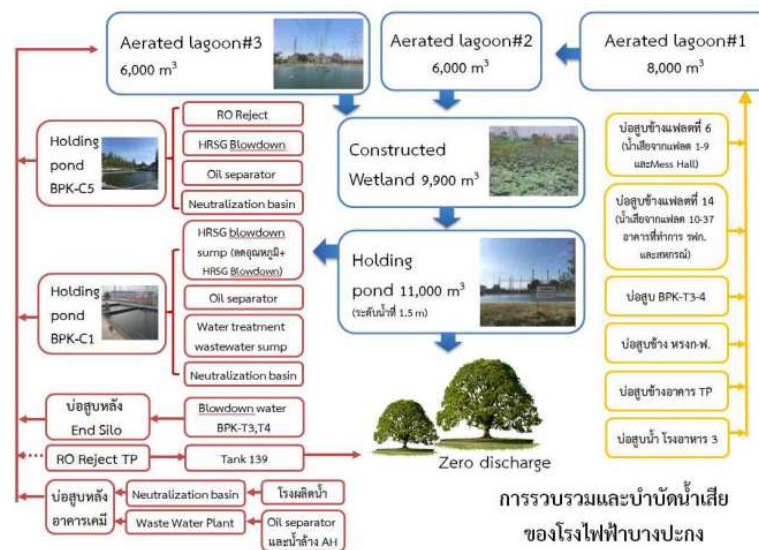 Aerated lagoon#3
6,000 m³
Aerated lagoon#2
6,000 m³
Aerated lagoon#1
8,000 m³
Holding
pond
BPK-C5
RO Reject
HRSG Blowdown
Oil separator
Neutralization basin
Constructed
Wetland 9,900 m³
บ่อสูบข้างแฟลตที่ 6
(น้ำเสียจากแฟลต 1-9
และMess Hall)
บ่อสูบข้างแฟลตที่ 14
(น้ำเสียจากแฟลต 10-37
อาคารที่ทำการ รฟก.
และสหกรณ์)
Holding
pond
BPK-C1
HRSG blowdown
sump (ลดอุณหภูมิ+
HRSG Blowdown)
Oil separator
Water treatment
wastewater sump
Neutralization basin
Holding
pond 11,000 m³
(ระดับน้ำที่ 1.5 m)
บ่อสูบ BPK-T3-4
บ่อสูบข้าง หรงก-ฟ.
บ่อสูบข้างอาคาร TP
บ่อสูบน้ำ โรงอาหาร 3
บ่อสูบหลัง
End Silo
Blowdown water
BPK-T3,T4
RO Reject TP
Tank 139
Zero discharge
บ่อสูบหลัง
อาคารเคมี
Neutralization basin
โรงผลิตน้ำ
Waste Water Plant
Oil separator
และน้ำล้าง AH
การรวบรวมและบำบัดน้ำเสีย
ของโรงไฟฟ้าบางปะกง